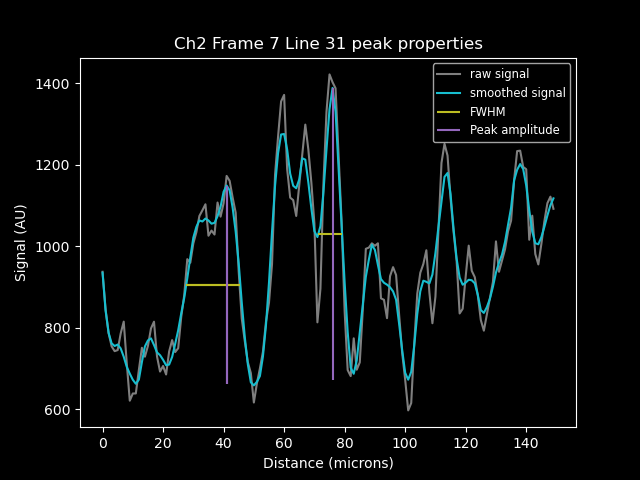 Ch2 Frame 7 Line 31 peak properties
raw signal
smoothed signal
FWHM
Peak amplitude
Signal (AU)
1400
1200
1000
800
600
0 20 40 60 80 100 120 140
Distance (microns)